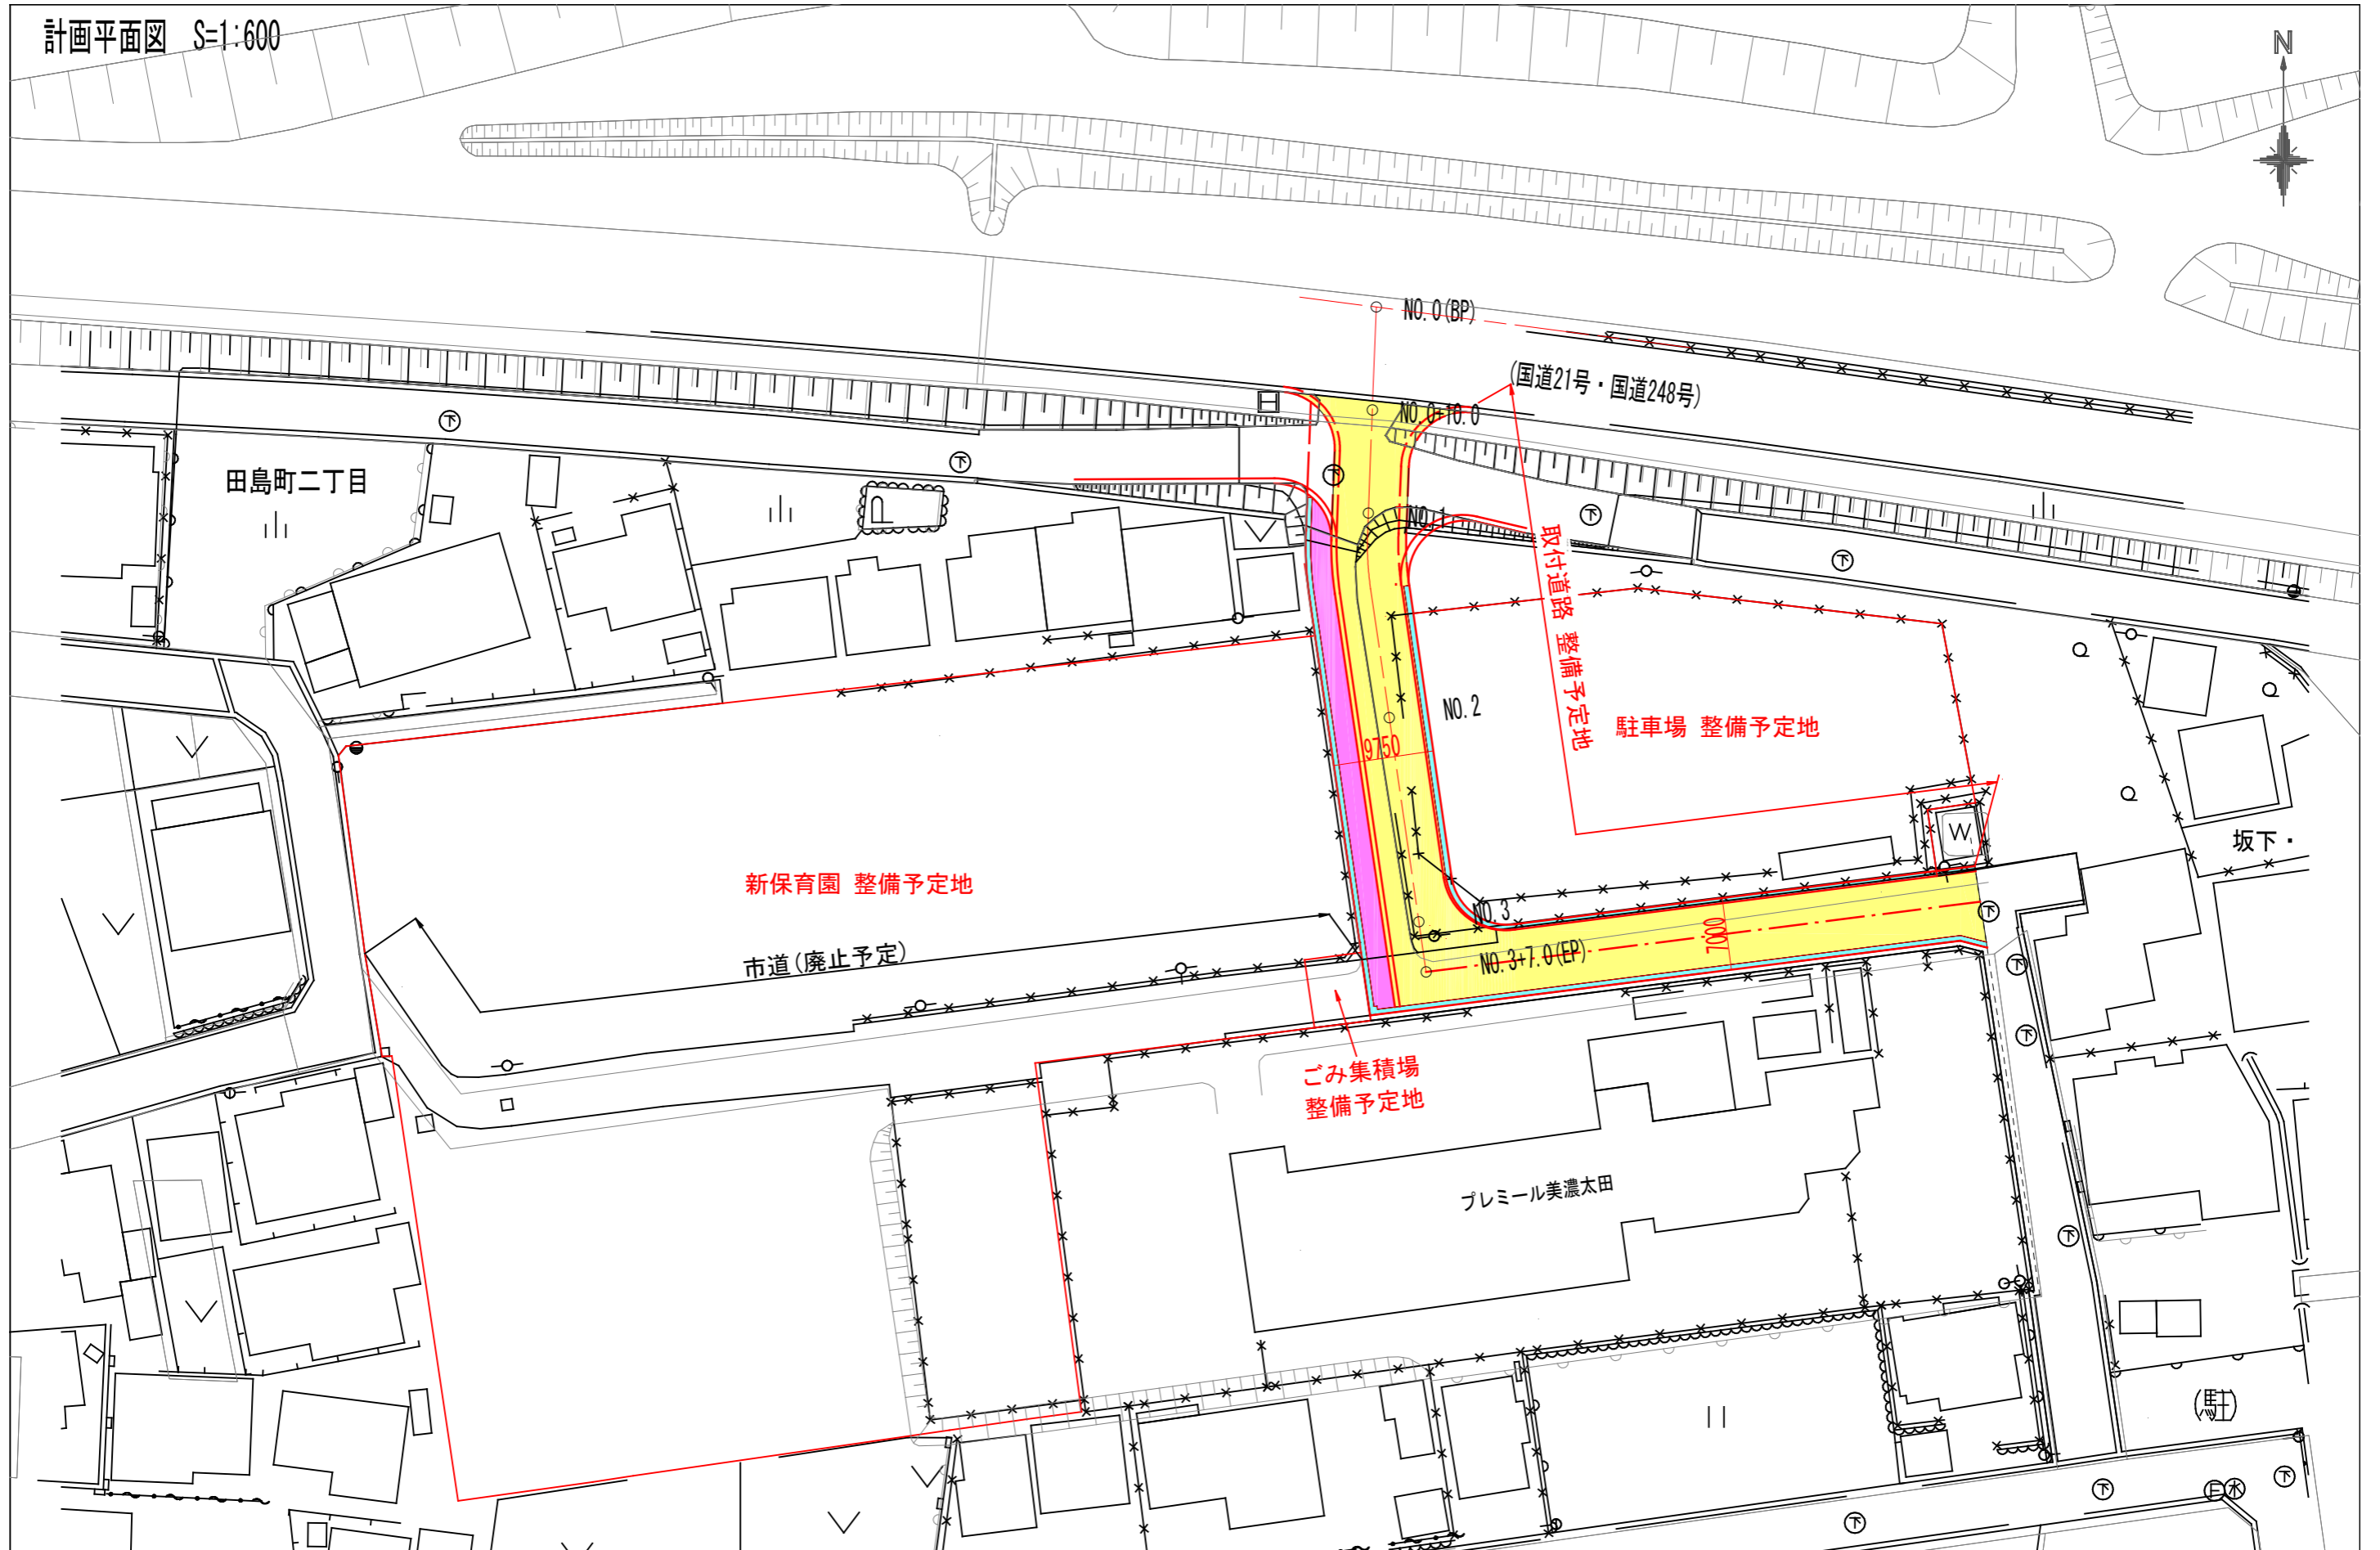 計画平面図 S=1:600
N
NO.0(BP)
(国道21号・国道248号)
NO.0+10.0
田島町二丁目
P
NO.1
取付道路 整備予定地
NO.2
駐車場 整備予定地
9750
W
坂下・
新保育園 整備予定地
NO.3
7000
市道(廃止予定)
NO.3+7.0(EP)
ごみ集積場
整備予定地
プレミール美濃太田
(駐)